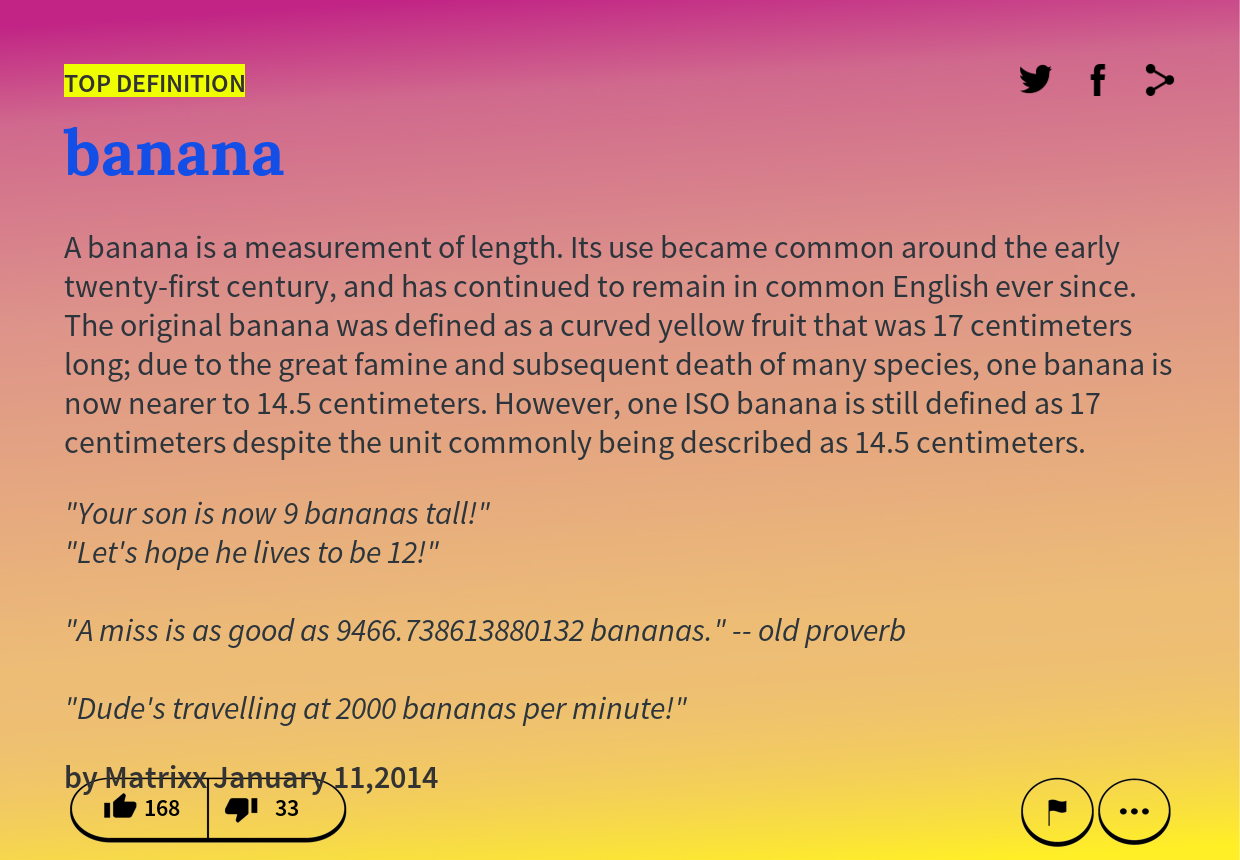 TOP DEFINITION
banana
A banana is a measurement of length. Its use became common around the early
twenty-first century, and has continued to remain in common English ever since.
The original banana was defined as a curved yellow fruit that was 17 centimeters
long; due to the great famine and subsequent death of many species, one banana is
now nearer to 14.5 centimeters. However, one ISO banana is still defined as 17
centimeters despite the unit commonly being described as 14.5 centimeters.
"Your son is now 9 bananas tall!"
"Let's hope he lives to be 12!"
"A miss is as good as 9466.738613880132 bananas." -- old proverb
"Dude's travelling at 2000 bananas per minute!"
by Matrixx January 11,2014
168 33